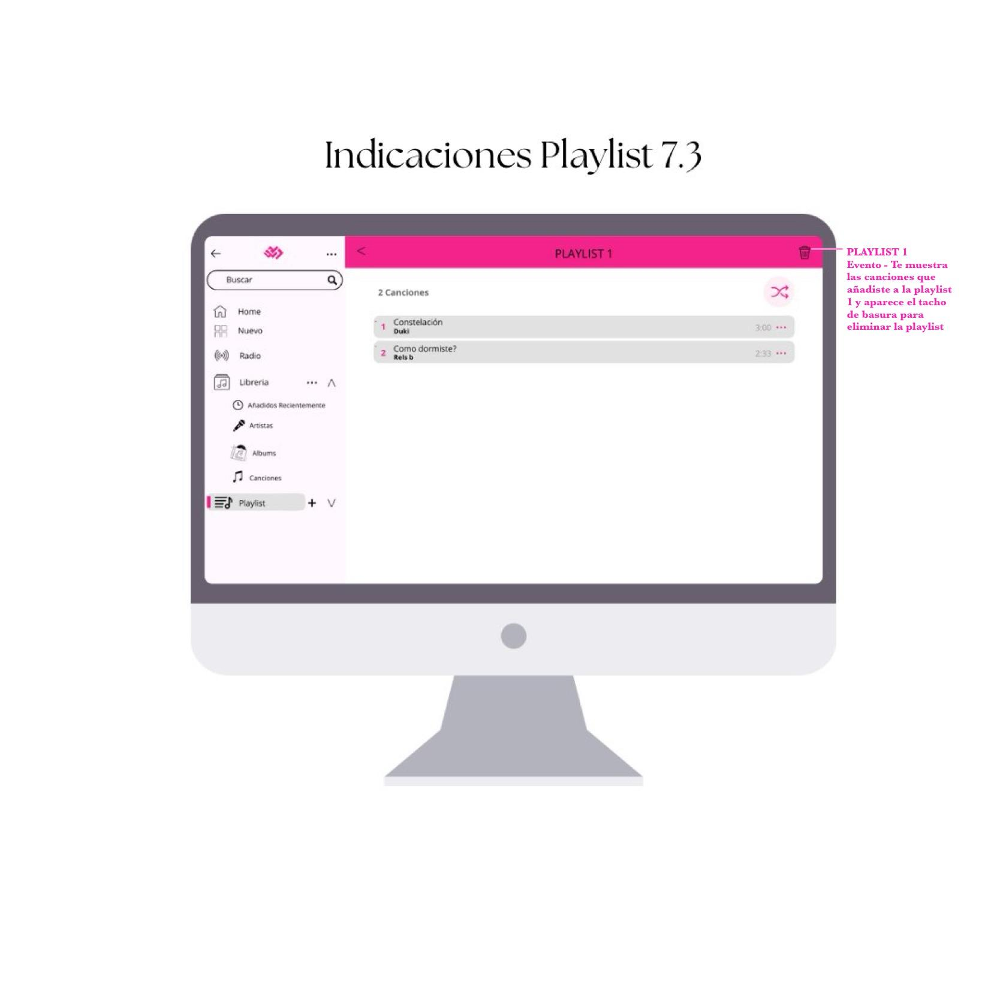 Indicaciones Playlist 7.3
Buscar
Home
Nuevo
Radio
Libreria
Añadidos Recientemente
Artistas
Albums
Canciones
Playlist
PLAYLIST 1
2 Canciones
1 Constelación 3:00
Duki
2 Como dormiste? 2:33
Rels b
PLAYLIST 1
Evento - Te muestra
las canciones que
añadiste a la playlist
1 y aparece el tacho
de basura para
eliminar la playlist